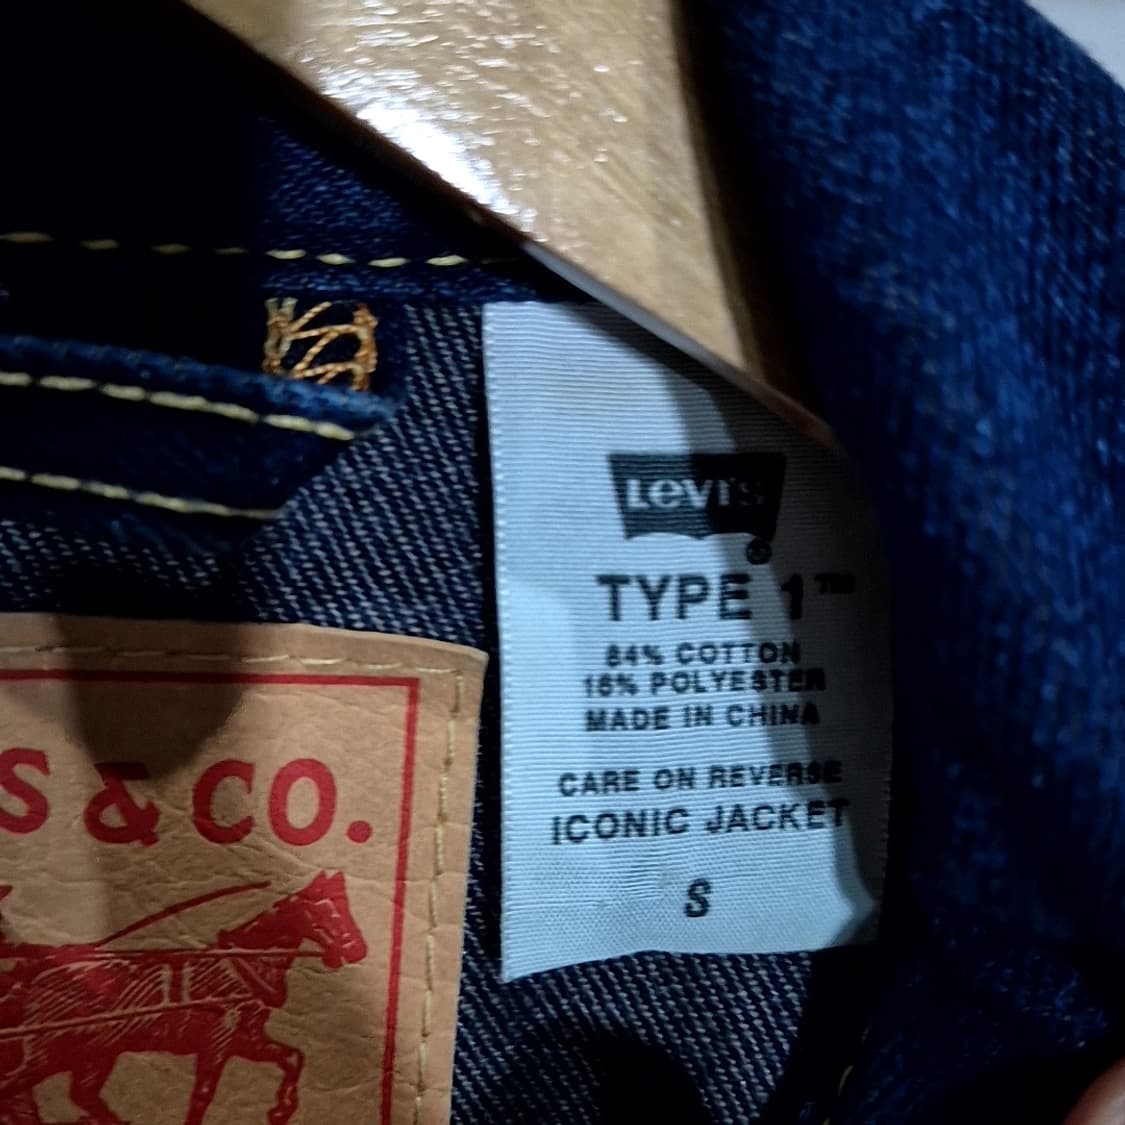 LEVI'S
®
TYPE 1™
84% COTTON
16% POLYESTER
MADE IN CHINA
CARE ON REVERSE
ICONIC JACKET
S
S & CO.